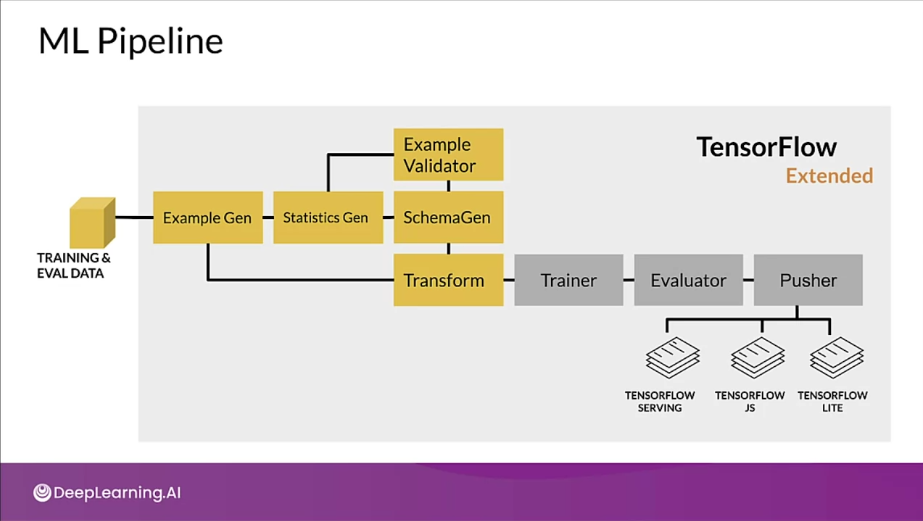 ML Pipeline
TensorFlow
Extended
Example
Validator
Example Gen
Statistics Gen
SchemaGen
TRAINING &
EVAL DATA
Transform
Trainer
Evaluator
Pusher
TENSORFLOW
SERVING
TENSORFLOW
JS
TENSORFLOW
LITE
DeepLearning.AI